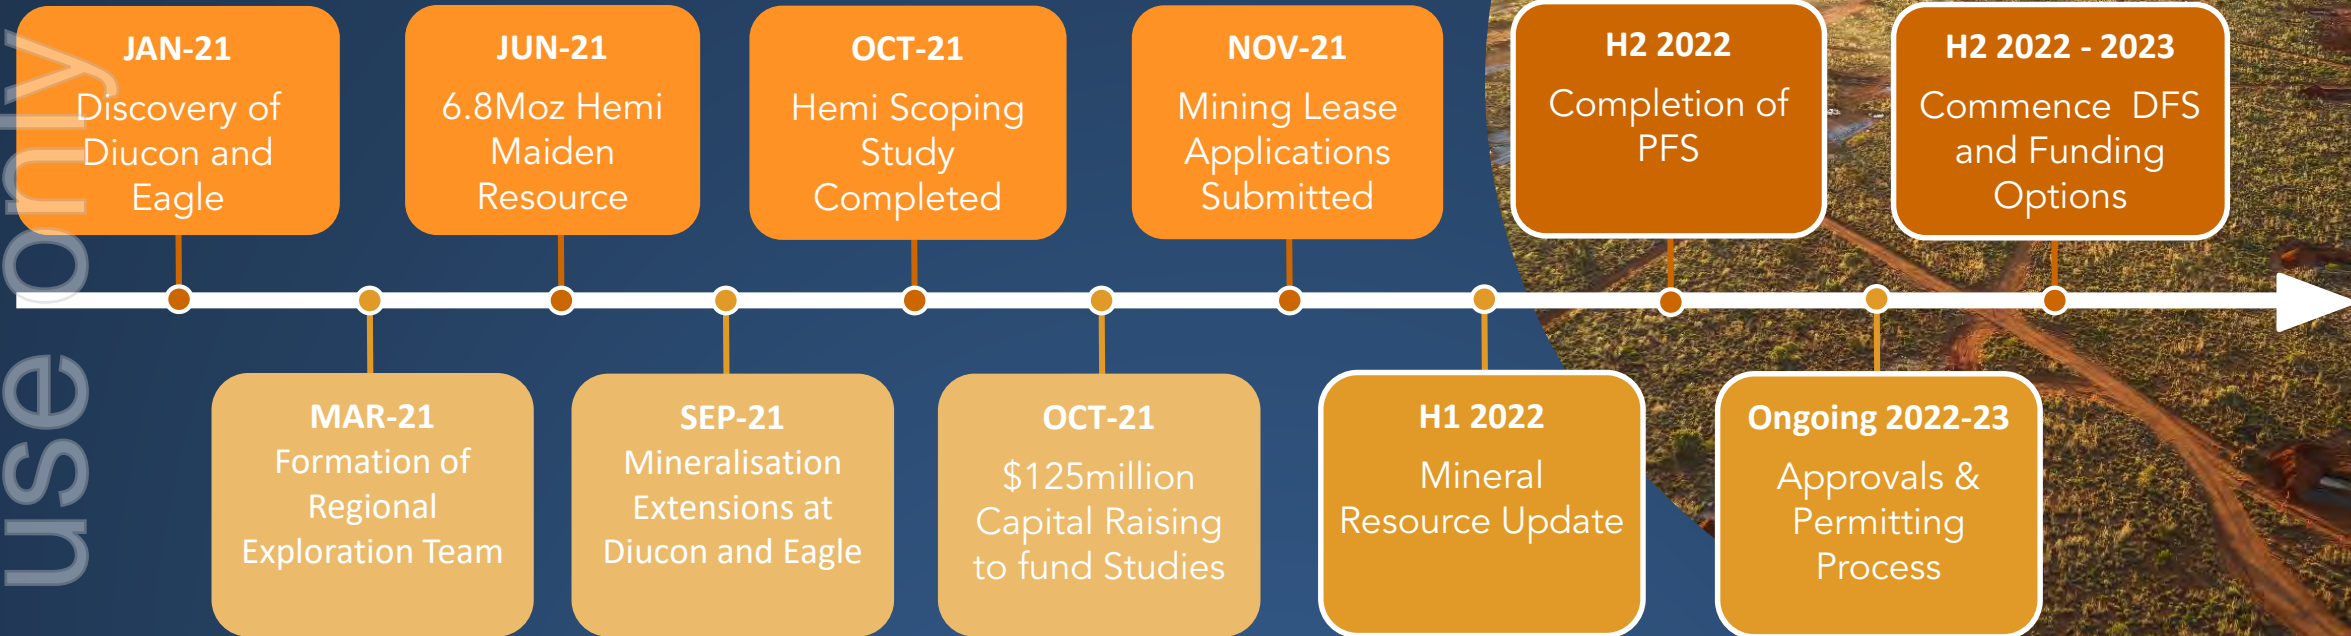 JAN-21
Discovery of
Diucon and
Eagle
MAR-21
Formation of
Regional
Exploration Team
JUN-21
6.8Moz Hemi
Maiden
Resource
SEP-21
Mineralisation
Extensions at
Diucon and Eagle
OCT-21
Hemi Scoping
Study
Completed
OCT-21
$125million
Capital Raising
to fund Studies
NOV-21
Mining Lease
Applications
Submitted
H1 2022
Mineral
Resource Update
H2 2022
Completion of
PFS
Ongoing 2022-23
Approvals &
Permitting
Process
H2 2022 - 2023
Commence  DFS
and Funding
Options
use only